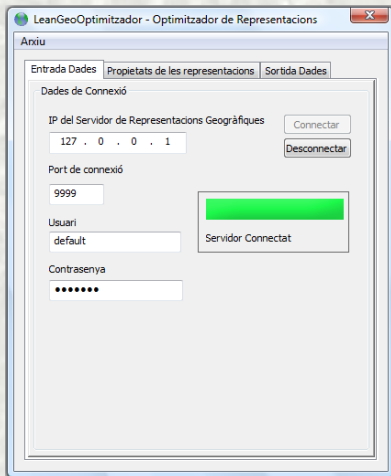 LeanGeoOptimitzador - Optimitzador de Representacions
Arxiu
Entrada Dades Propietats de les representacions Sortida Dades
Dades de Connexió
IP del Servidor de Representacions Geogràfiques
Connectar
127 . 0 . 0 . 1
Desconnectar
Port de connexió
9999
Usuari
default
Servidor Connectat
Contrasenya
●●●●●●●